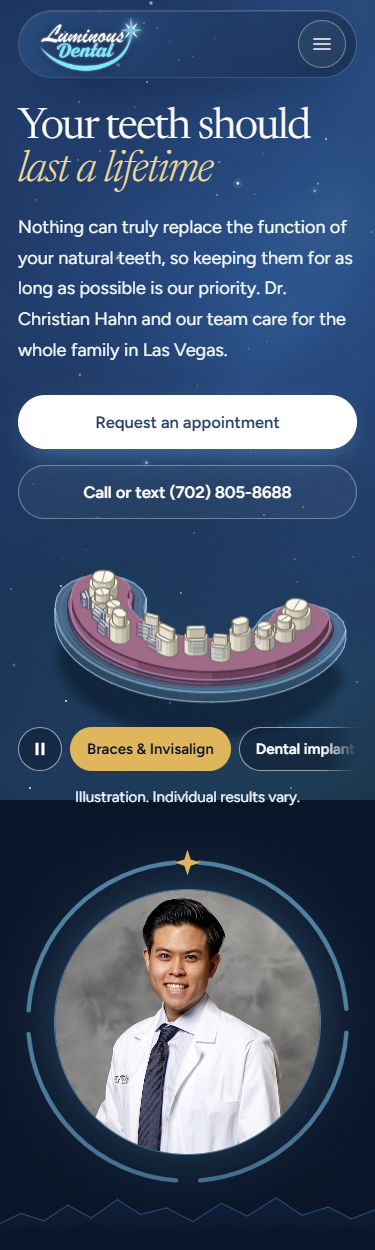 Luminous
Dental
Your teeth should
last a lifetime
Nothing can truly replace the function of
your natural teeth, so keeping them for as
long as possible is our priority. Dr.
Christian Hahn and our team care for the
whole family in Las Vegas.
Request an appointment
Call or text (702) 805-8688
Braces & Invisalign
Dental implant
Illustration. Individual results vary.